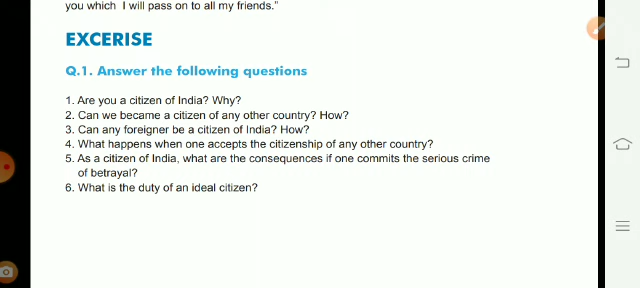 you which I will pass on to all my friends."
EXCERISE
Q.1. Answer the following questions
1. Are you a citizen of India? Why?
2. Can we became a citizen of any other country? How?
3. Can any foreigner be a citizen of India? How?
4. What happens when one accepts the citizenship of any other country?
5. As a citizen of India, what are the consequences if one commits the serious crime
of betrayal?
6. What is the duty of an ideal citizen?